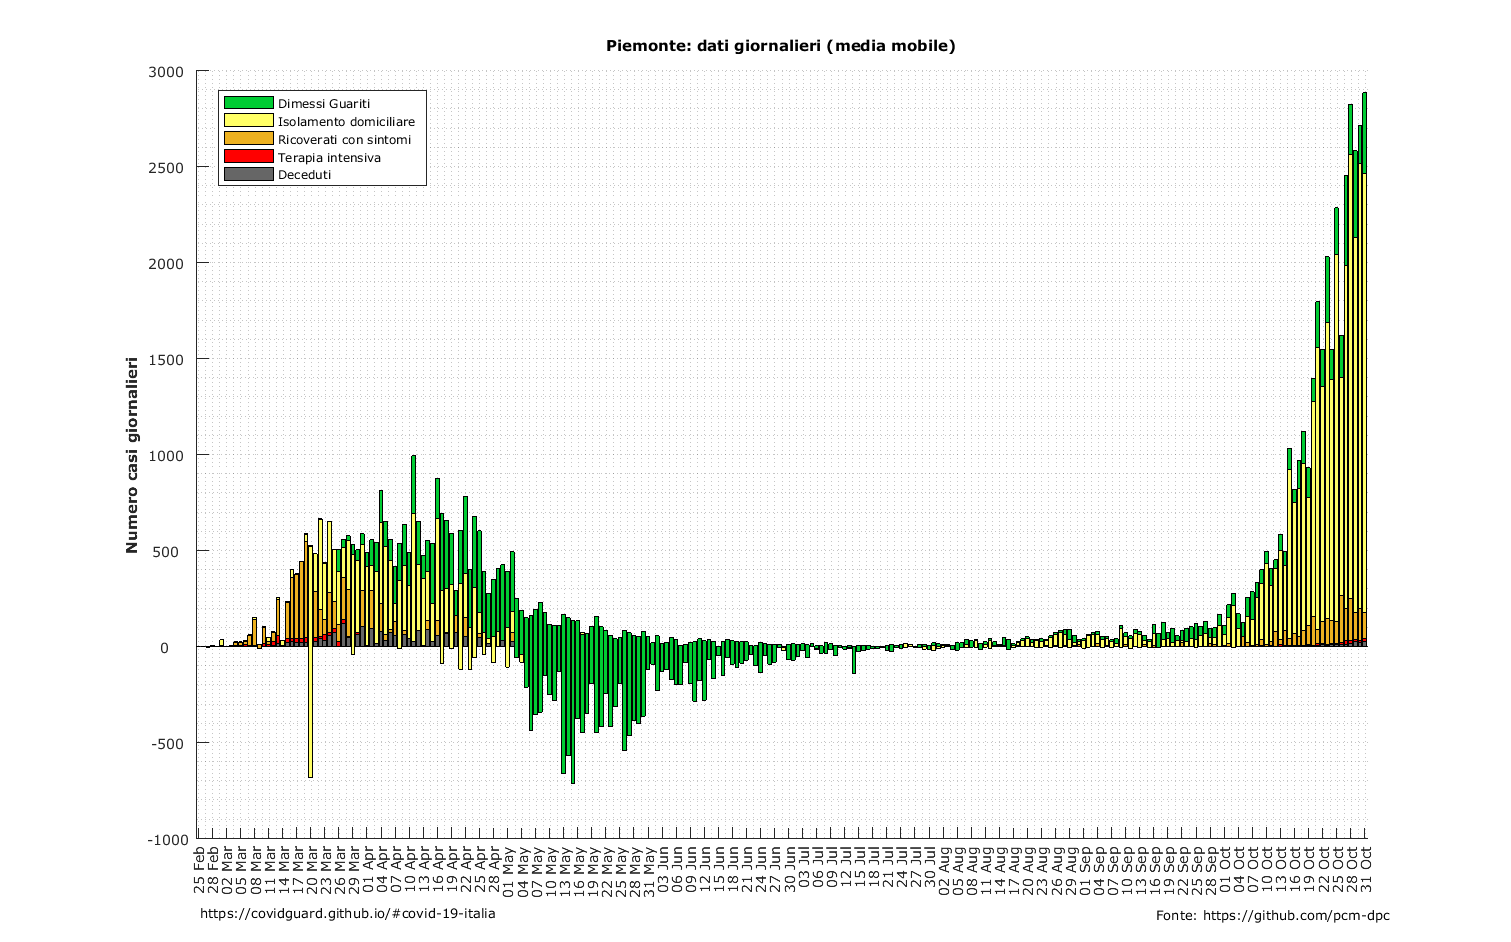 Piemonte: dati giornalieri (media mobile)
3000
2500
2000
1500
1000
500
0
-500
-1000
Numero casi giornalieri
Dimessi Guariti
Isolamento domiciliare
Ricoverati con sintomi
Terapia intensiva
Deceduti
25 Feb
28 Feb
02 Mar
05 Mar
08 Mar
11 Mar
14 Mar
17 Mar
20 Mar
23 Mar
26 Mar
29 Mar
01 Apr
04 Apr
07 Apr
10 Apr
13 Apr
16 Apr
19 Apr
22 Apr
25 Apr
28 Apr
01 May
04 May
07 May
10 May
13 May
16 May
19 May
22 May
25 May
28 May
31 May
03 Jun
06 Jun
09 Jun
12 Jun
15 Jun
18 Jun
21 Jun
24 Jun
27 Jun
30 Jun
03 Jul
06 Jul
09 Jul
12 Jul
15 Jul
18 Jul
21 Jul
24 Jul
27 Jul
30 Jul
02 Aug
05 Aug
08 Aug
11 Aug
14 Aug
17 Aug
20 Aug
23 Aug
26 Aug
29 Aug
01 Sep
04 Sep
07 Sep
10 Sep
13 Sep
16 Sep
19 Sep
22 Sep
25 Sep
28 Sep
01 Oct
04 Oct
07 Oct
10 Oct
13 Oct
16 Oct
19 Oct
22 Oct
25 Oct
28 Oct
31 Oct
https://covidguard.github.io/#covid-19-italia
Fonte: https://github.com/pcm-dpc